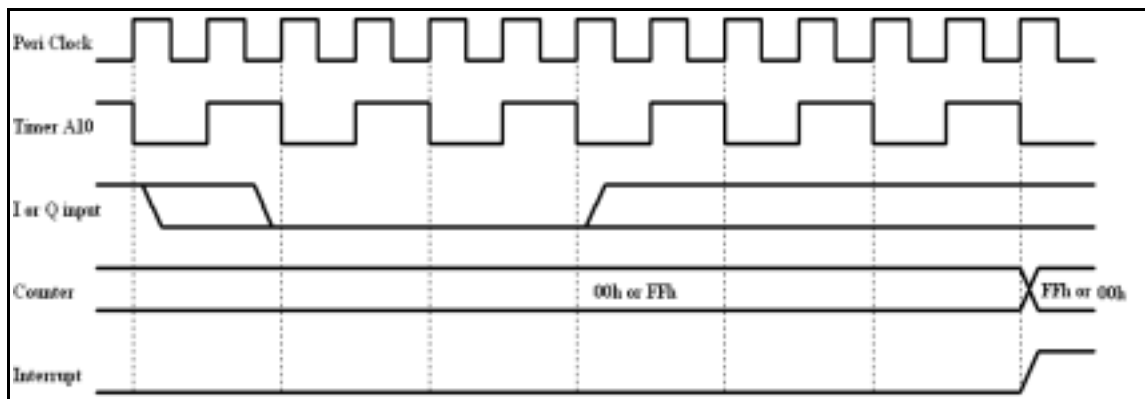 Peri Clock
Timer A10
I or Q input
Counter
00h or FFh
FFh or 00h
Interrupt